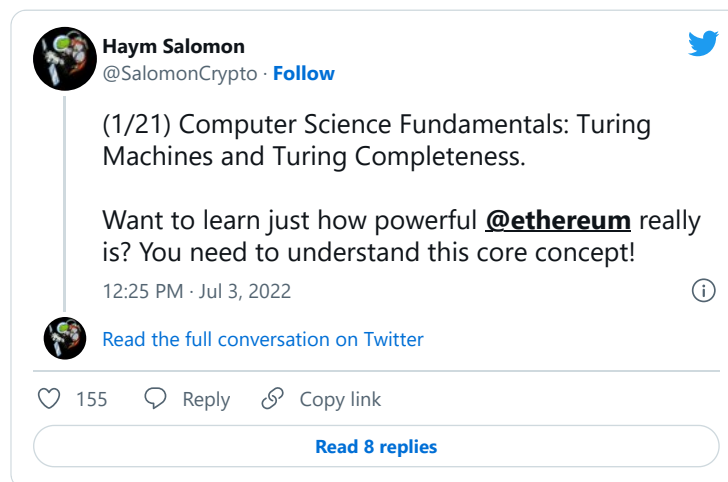 Haym Salomon
@SalomonCrypto · Follow
(1/21) Computer Science Fundamentals: Turing
Machines and Turing Completeness.
Want to learn just how powerful @ethereum really
is? You need to understand this core concept!
12:25 PM · Jul 3, 2022
Read the full conversation on Twitter
155 Reply Copy link
Read 8 replies